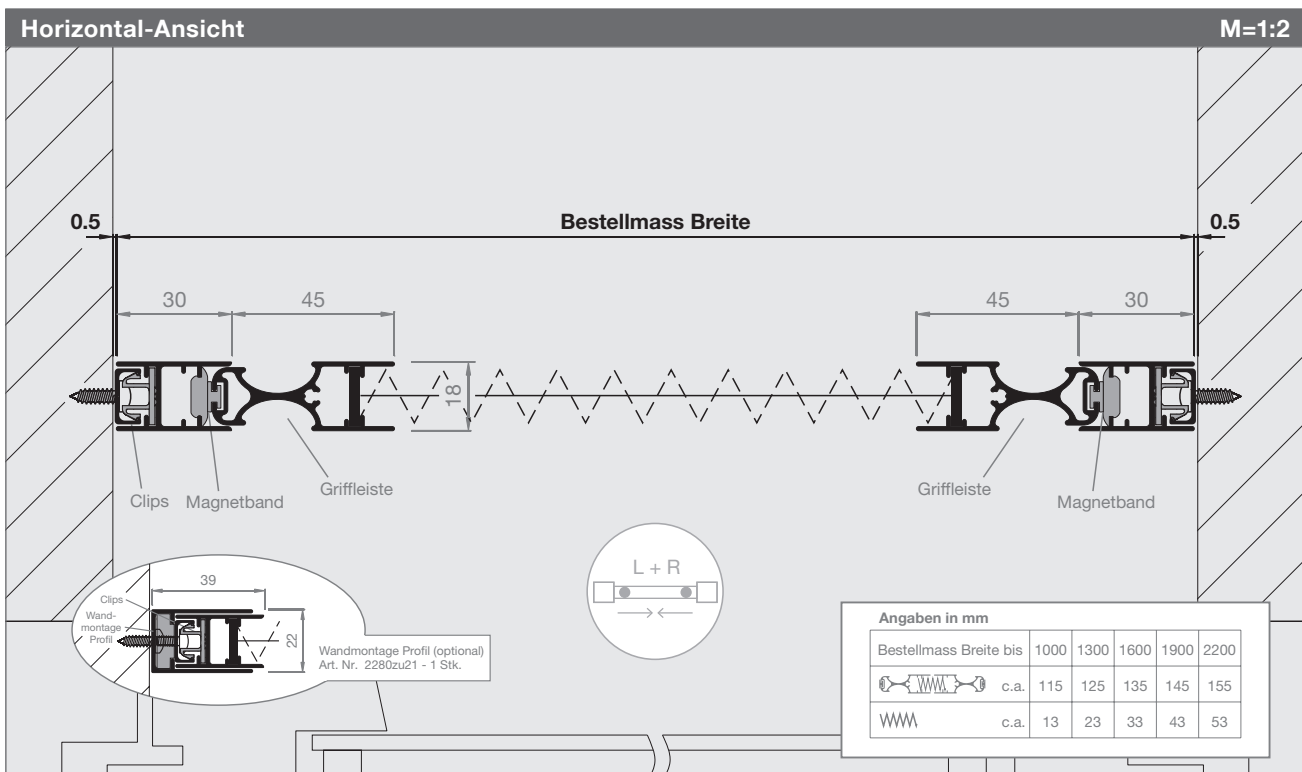 Horizontal-Ansicht M=1:2
0.5 Bestellmass Breite 0.5
30 45 45 30
18
Clips Magnetband Griffleiste Griffleiste Magnetband
L + R
39
Clips
Wand-
montage
Profil
22
Wandmontage Profil (optional)
Art. Nr. 2280zu21 - 1 Stk.
Angaben in mm
Bestellmass Breite bis 1000 1300 1600 1900 2200
c.a. 115 125 135 145 155
c.a. 13 23 33 43 53